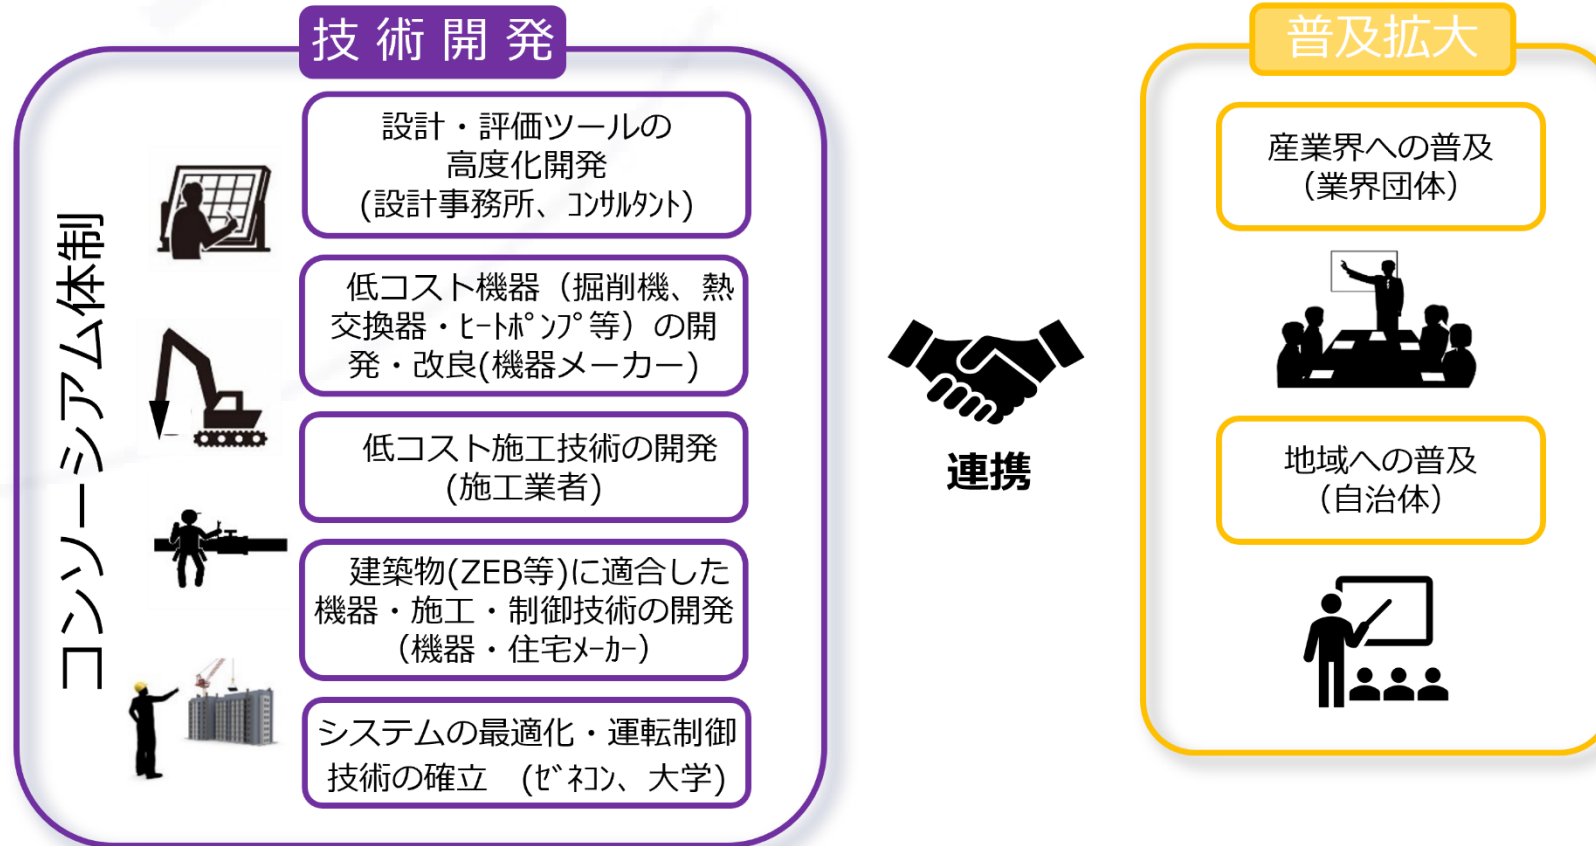 技術開発
コンソーシアム体制
設計・評価ツールの
高度化開発
(設計事務所、ｺﾝｻﾙﾀﾝﾄ)
低コスト機器（掘削機、熱
交換器・ﾋｰﾄﾎﾟﾝﾌﾟ等）の開
発・改良(機器メーカー)
低コスト施工技術の開発
(施工業者)
建築物(ZEB等)に適合した
機器・施工・制御技術の開発
（機器・住宅ﾒｰｶｰ）
システムの最適化・運転制御
技術の確立　(ｾﾞﾈｺﾝ、大学)
連携
普及拡大
産業界への普及
（業界団体）
地域への普及
（自治体）